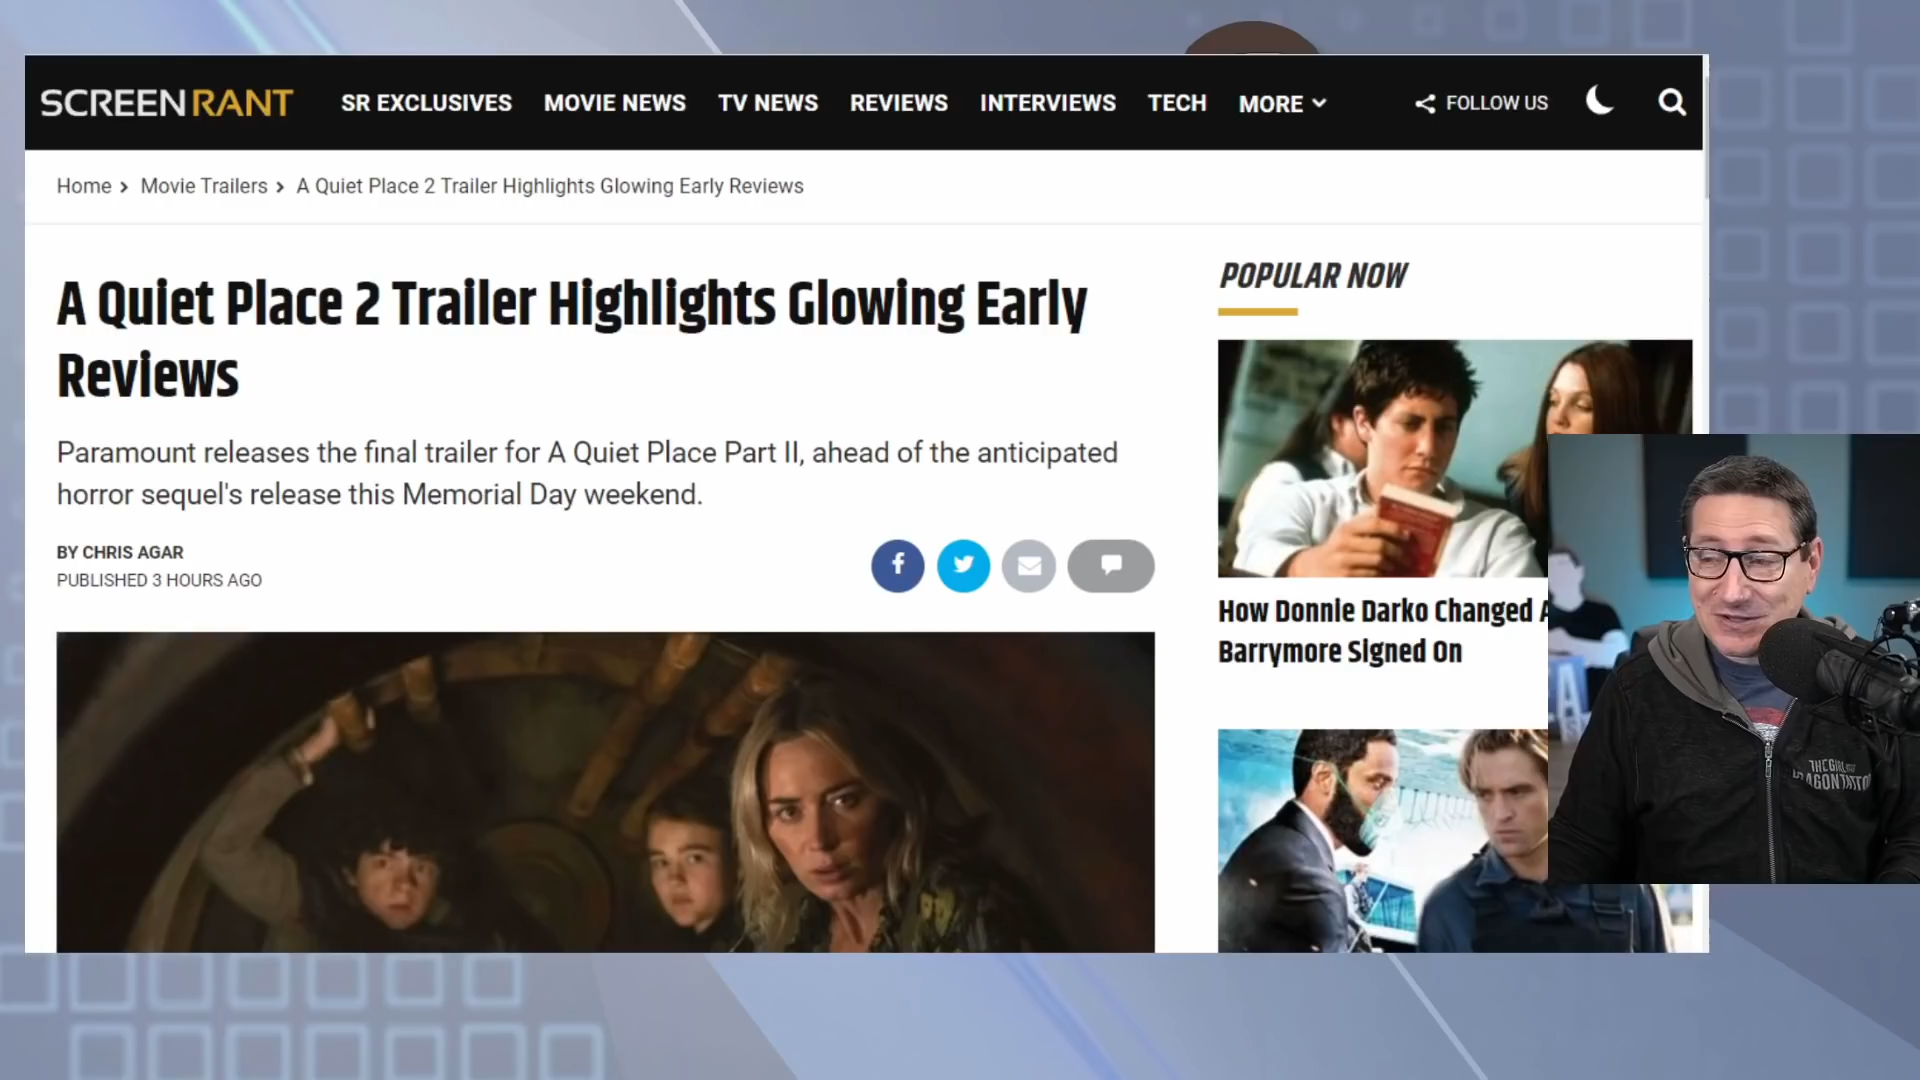 SCREENRANT
SR EXCLUSIVES MOVIE NEWS TV NEWS REVIEWS INTERVIEWS TECH MORE FOLLOW US
Home Movie Trailers A Quiet Place 2 Trailer Highlights Glowing Early Reviews
A Quiet Place 2 Trailer Highlights Glowing Early
Reviews
Paramount releases the final trailer for A Quiet Place Part II, ahead of the anticipated
horror sequel's release this Memorial Day weekend.
BY CHRIS AGAR
PUBLISHED 3 HOURS AGO
POPULAR NOW
How Donnie Darko Changed
Barrymore Signed On